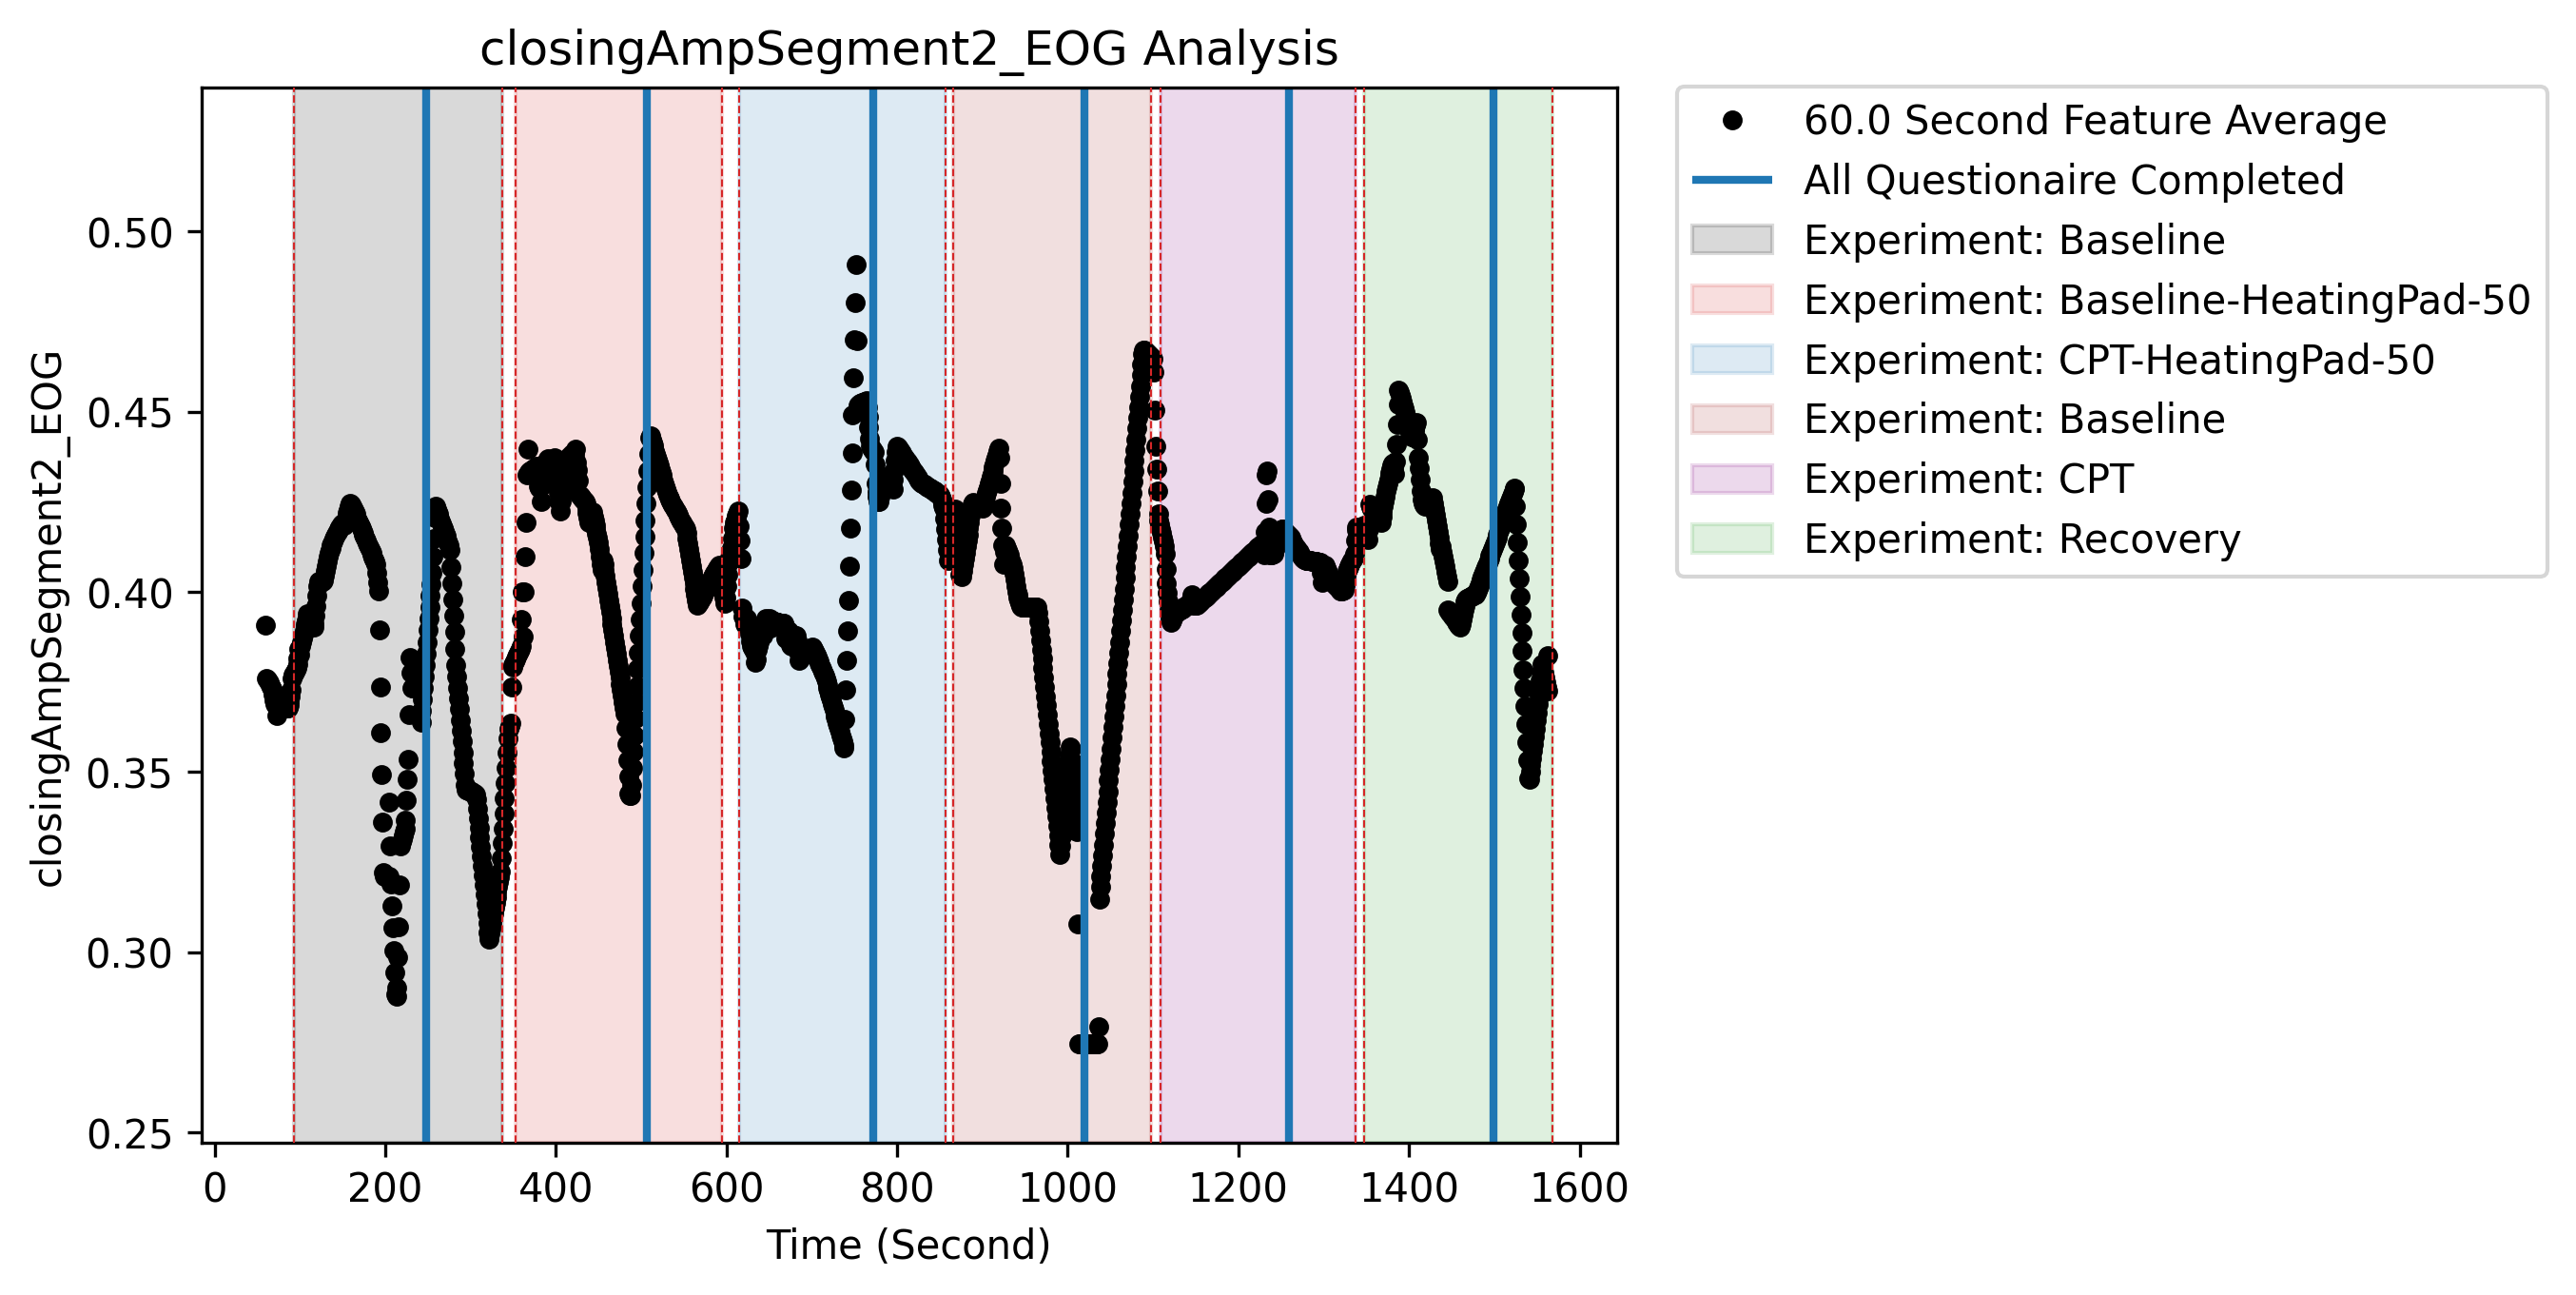 closingAmpSegment2_EOG Analysis
closingAmpSegment2_EOG
0.50
0.45
0.40
0.35
0.30
0.25
0 200 400 600 800 1000 1200 1400 1600
Time (Second)
60.0 Second Feature Average
All Questionaire Completed
Experiment: Baseline
Experiment: Baseline-HeatingPad-50
Experiment: CPT-HeatingPad-50
Experiment: Baseline
Experiment: CPT
Experiment: Recovery